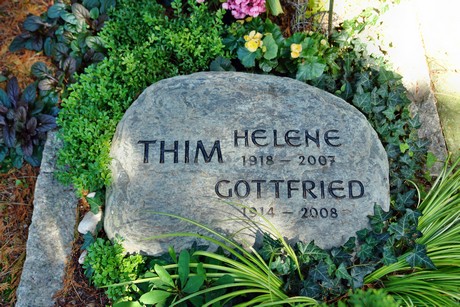 THIM HELENE
1918 – 2007
GOTTFRIED
1914 – 2008